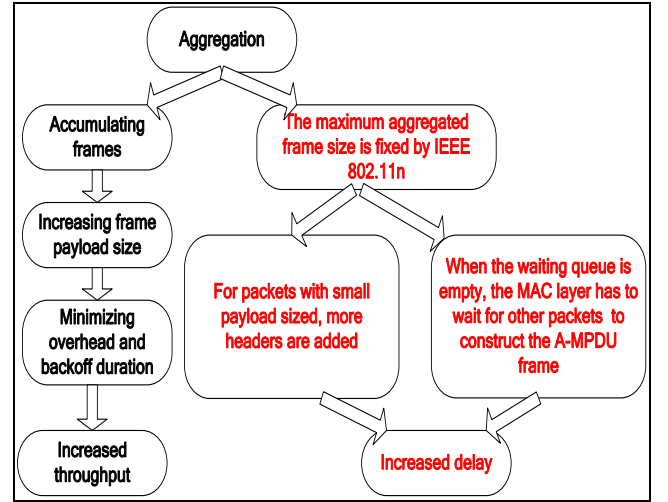 Aggregation
Accumulating
frames
The maximum aggregated
frame size is fixed by IEEE
802.11n
Increasing frame
payload size
For packets with small
payload sized, more
headers are added
When the waiting queue is
empty, the MAC layer has to
wait for other packets to
construct the A-MPDU
frame
Minimizing
overhead and
backoff duration
Increased
throughput
Increased delay